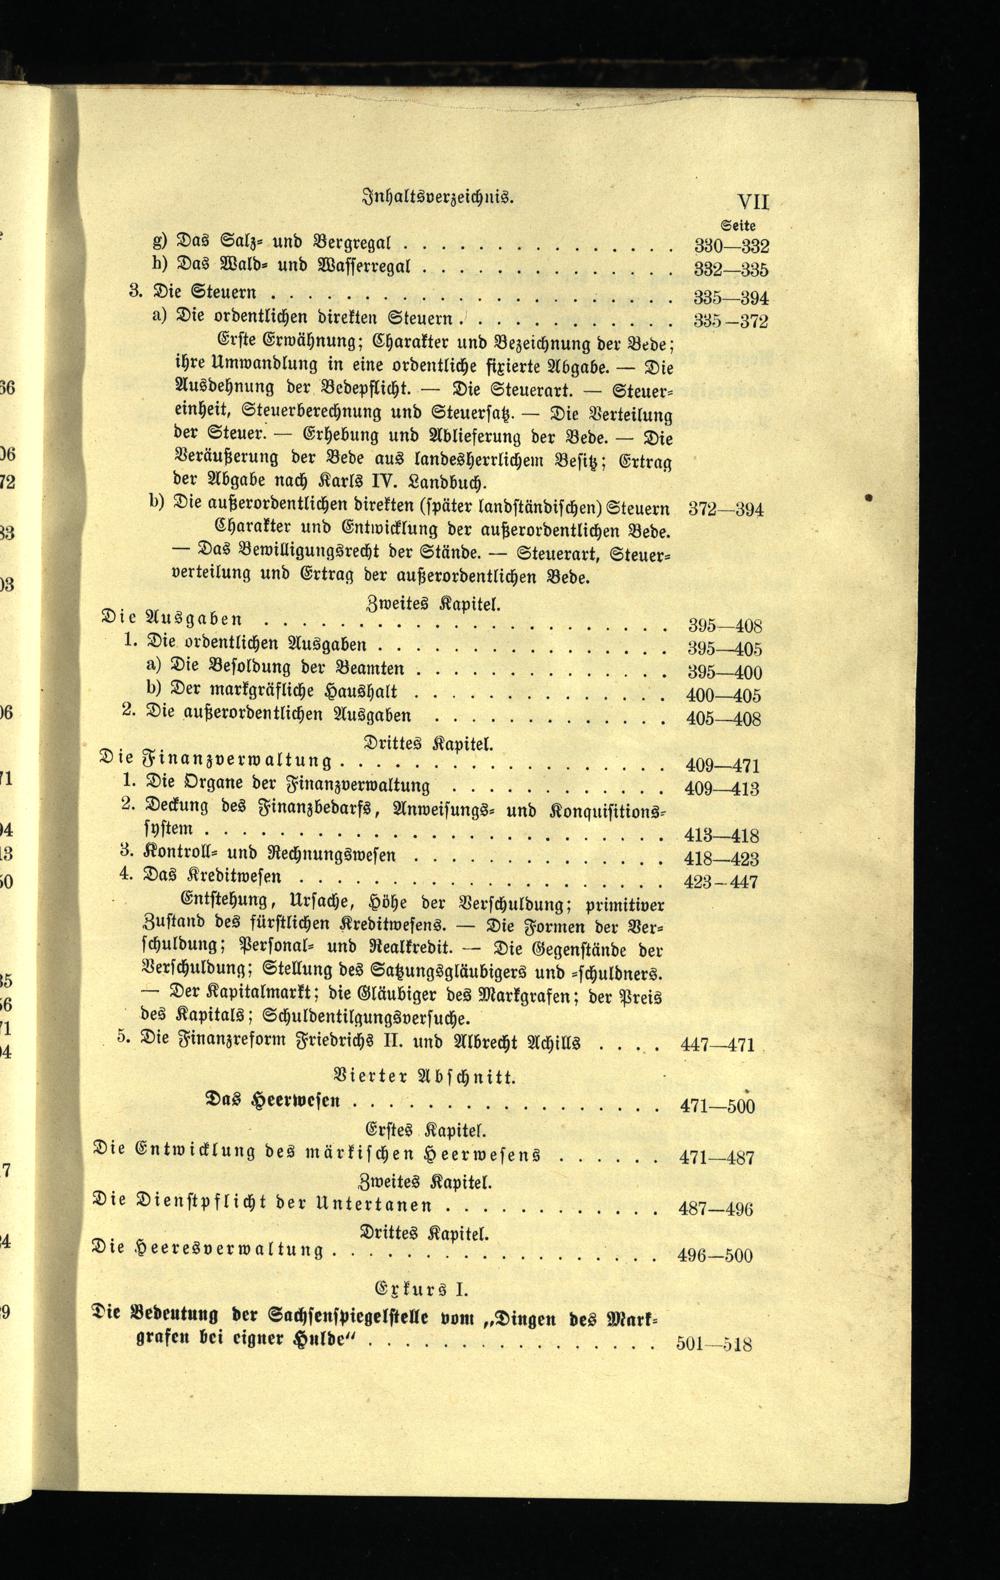 Inhaltsverzeichnis. VII
Seite
g) Das Salz- und Bergregal . . . . . . . . . . . . . . . 330—332
h) Das Wald- und Wasserregal . . . . . . . . . . . . . . 332—335
3. Die Steuern . . . . . . . . . . . . . . . . . . . . . . 335—394
a) Die ordentlichen direkten Steuern . . . . . . . . . . . . 335–372
Erste Erwähnung; Charakter und Bezeichnung der Bede;
ihre Umwandlung in eine ordentliche fixierte Abgabe. — Die
Ausdehnung der Bedepflicht. — Die Steuerart. — Steuer-
einheit, Steuerberechnung und Steuersatz. — Die Verteilung
der Steuer. — Erhebung und Ablieferung der Bede. — Die
Veräußerung der Bede aus landesherrlichem Besitz; Ertrag
der Abgabe nach Karls IV. Landbuch.
b) Die außerordentlichen direkten (später landständischen) Steuern 372—394
Charakter und Entwicklung der außerordentlichen Bede.
— Das Bewilligungsrecht der Stände. — Steuerart, Steuer-
verteilung und Ertrag der außerordentlichen Bede.
Zweites Kapitel.
Die Ausgaben . . . . . . . . . . . . . . . . . . . . . . 395—408
1. Die ordentlichen Ausgaben . . . . . . . . . . . . . . . . 395—405
a) Die Besoldung der Beamten . . . . . . . . . . . . . . 395—400
b) Der markgräfliche Haushalt . . . . . . . . . . . . . . 400—405
2. Die außerordentlichen Ausgaben . . . . . . . . . . . . . 405—408
Drittes Kapitel.
Die Finanzverwaltung . . . . . . . . . . . . . . . . . . 409—471
1. Die Organe der Finanzverwaltung . . . . . . . . . . . . 409—413
2. Deckung des Finanzbedarfs, Anweisungs- und Konquisitions-
system . . . . . . . . . . . . . . . . . . . . . . . . . 413—418
3. Kontroll- und Rechnungswesen . . . . . . . . . . . . . . 418—423
4. Das Kreditwesen . . . . . . . . . . . . . . . . . . . . 423–447
Entstehung, Ursache, Höhe der Verschuldung; primitiver
Zustand des fürstlichen Kreditwesens. — Die Formen der Ver-
schuldung; Personal- und Realkredit. — Die Gegenstände der
Verschuldung; Stellung des Satzungsgläubigers und -schuldners.
— Der Kapitalmarkt; die Gläubiger des Markgrafen; der Preis
des Kapitals; Schuldentilgungsversuche.
5. Die Finanzreform Friedrichs II. und Albrecht Achills . . . . 447—471
Vierter Abschnitt.
Das Heerwesen . . . . . . . . . . . . . . . . . 471—500
Erstes Kapitel.
Die Entwicklung des märkischen Heerwesens . . . . . . 471—487
Zweites Kapitel.
Die Dienstpflicht der Untertanen . . . . . . . . . . . . 487—496
Drittes Kapitel.
Die Heeresverwaltung . . . . . . . . . . . . . . . . . . 496—500
Exkurs I.
Die Bedeutung der Sachsenspiegelstelle vom „Dingen des Mark-
grafen bei eigner Hulde“ . . . . . . . . . . . . . . . . 501—518